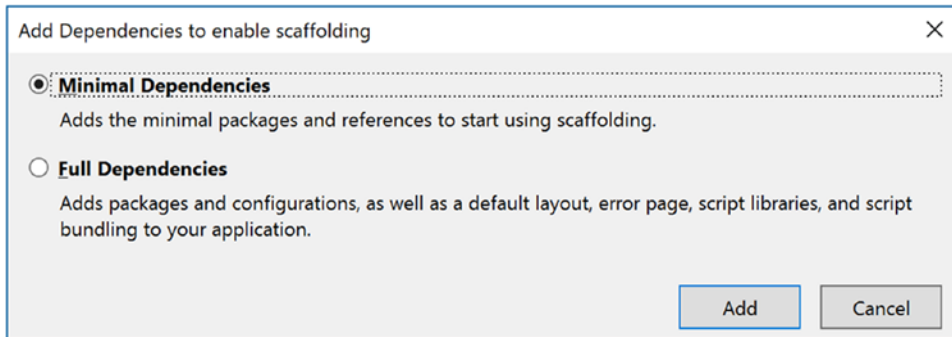 Add Dependencies to enable scaffolding
Minimal Dependencies
Adds the minimal packages and references to start using scaffolding.
Full Dependencies
Adds packages and configurations, as well as a default layout, error page, script libraries, and script
bundling to your application.
Add
Cancel